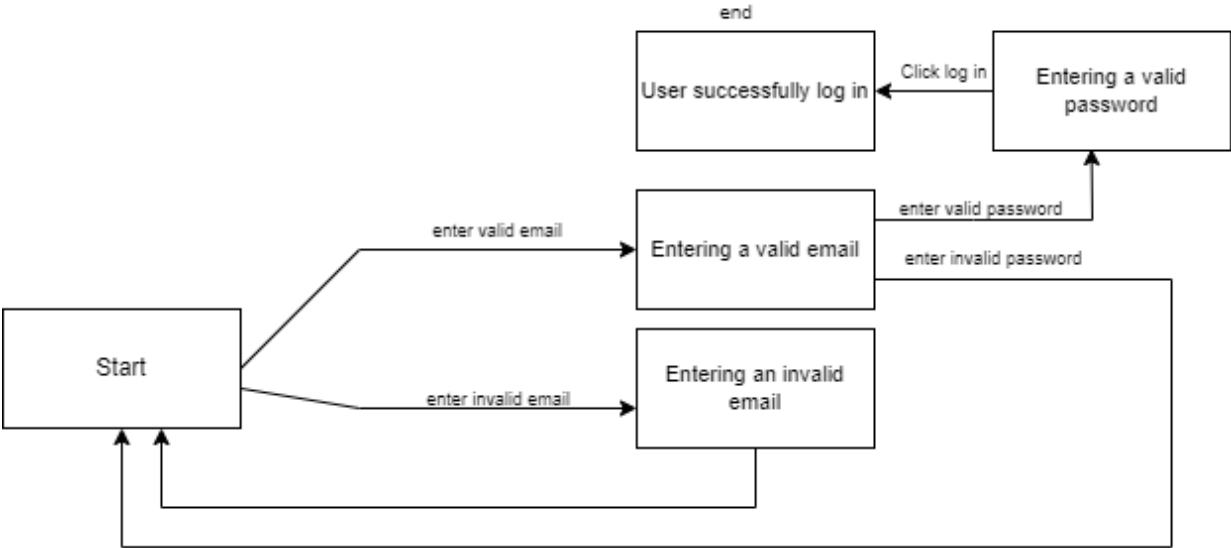 end
User successfully log in
Click log in
Entering a valid
password
enter valid email
Entering a valid email
enter valid password
enter invalid password
Start
enter invalid email
Entering an invalid
email